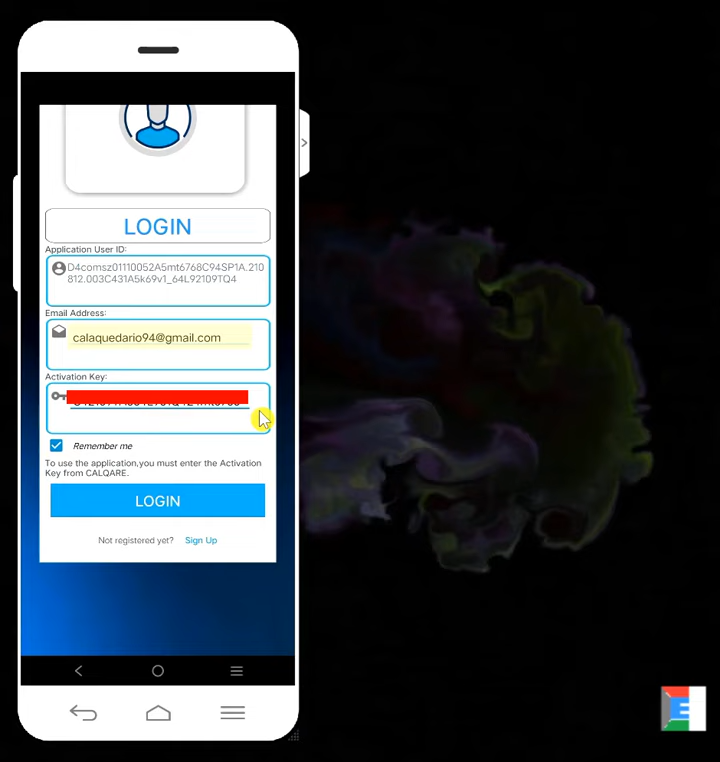 LOGIN
Application User ID:
D4comsz01110052A5mt6768C94SP1A.210
812.003C431A5k69v1_64L92109TQ4
Email Address:
calaquedario94@gmail.com
Activation Key:
Remember me
To use the application,you must enter the Activation
Key from CALQARE.
LOGIN
Not registered yet? Sign Up
E